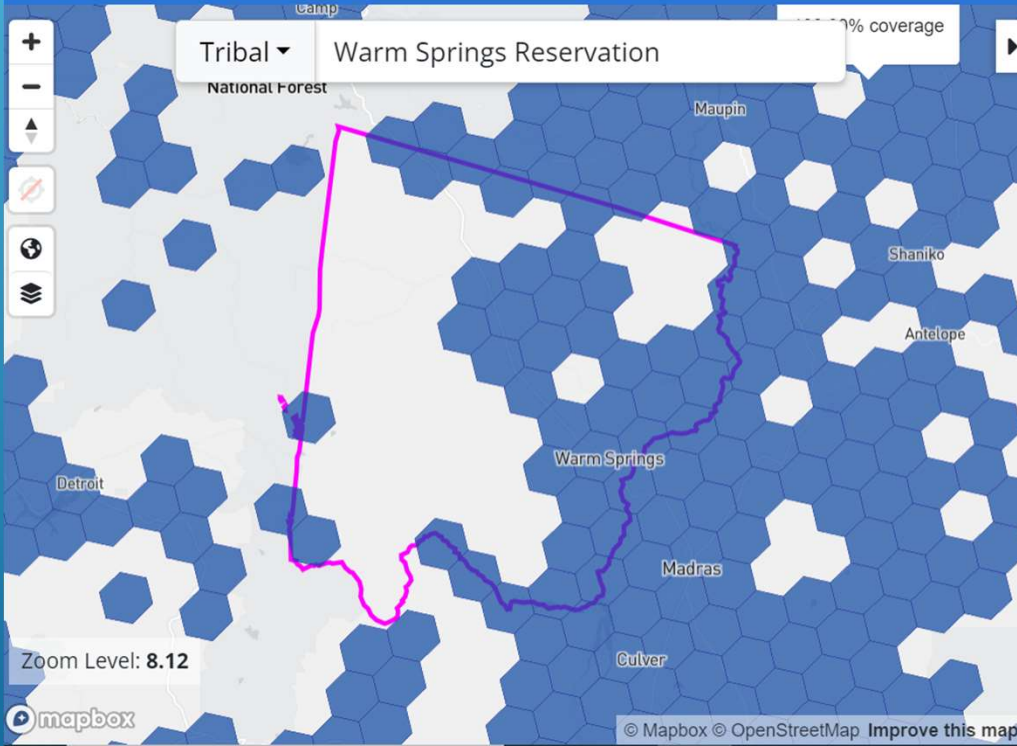 Camp
% coverage
Tribal
Warm Springs Reservation
National Forest
Maupin
Shaniko
Antelope
Warm Springs
Detroit
Madras
Culver
Zoom Level: 8.12
mapbox
© Mapbox © OpenStreetMap Improve this map